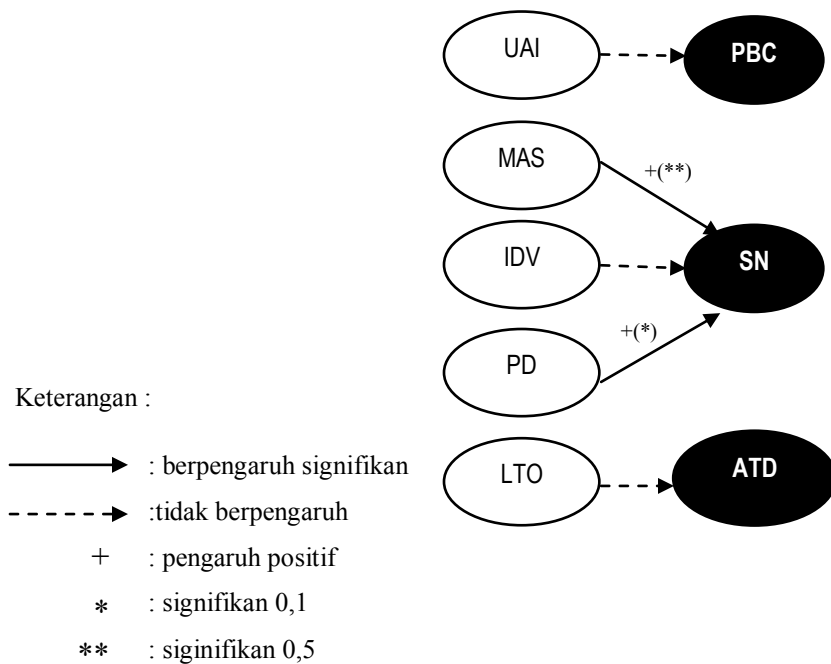 UAI
PBC
MAS
+(**)
IDV
SN
+(*)
PD
Keterangan :
LTO
ATD
: berpengaruh signifikan
:tidak berpengaruh
+ : pengaruh positif
* : signifikan 0,1
** : siginifikan 0,5